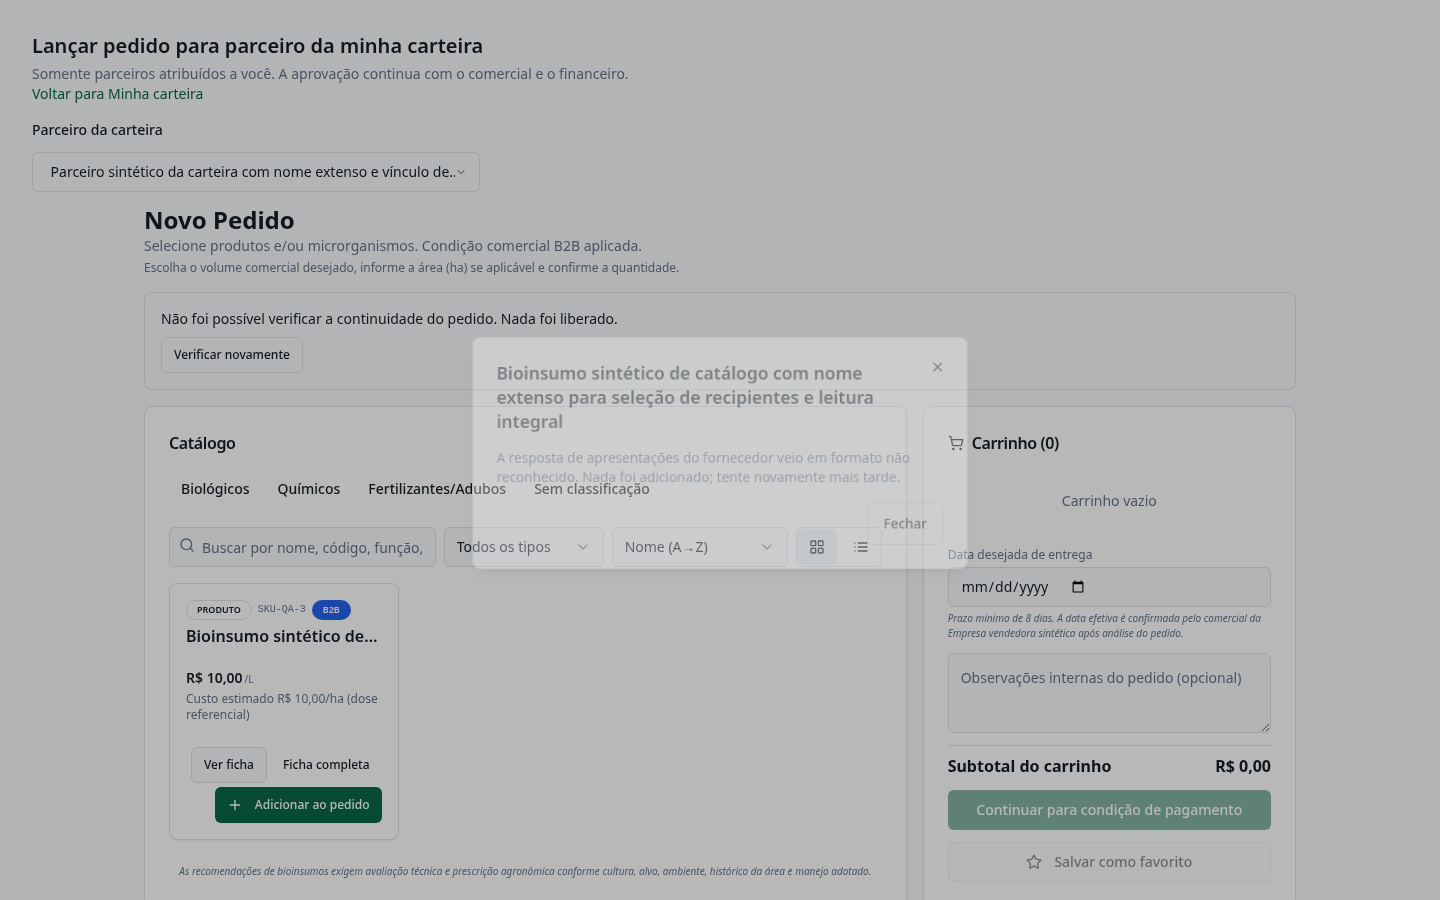 Lançar pedido para parceiro da minha carteira
Somente parceiros atribuídos a você. A aprovação continua com o comercial e o financeiro.
Voltar para Minha carteira
Parceiro da carteira
Parceiro sintético da carteira com nome extenso e vínculo de..
Novo Pedido
Selecione produtos e/ou microrganismos. Condição comercial B2B aplicada.
Escolha o volume comercial desejado, informe a área (ha) se aplicável e confirme a quantidade.
Não foi possível verificar a continuidade do pedido. Nada foi liberado.
Verificar novamente
Bioinsumo sintético de catálogo com nome
extenso para seleção de recipientes e leitura
integral
A resposta de apresentações do fornecedor veio em formato não
reconhecido. Nada foi adicionado; tente novamente mais tarde.
Fechar
Catálogo
Biológicos Químicos Fertilizantes/Adubos Sem classificação
Buscar por nome, código, função,
Todos os tipos
Nome (A→Z)
PRODUTO SKU-QA-3 B2B
Bioinsumo sintético de...
R$ 10,00 /L
Custo estimado R$ 10,00/ha (dose
referencial)
Ver ficha Ficha completa
Adicionar ao pedido
As recomendações de bioinsumos exigem avaliação técnica e prescrição agronômica conforme cultura, alvo, ambiente, histórico da área e manejo adotado.
Carrinho (0)
Carrinho vazio
Data desejada de entrega
mm/dd/yyyy
Prazo mínimo de 8 dias. A data efetiva é confirmada pelo comercial da
Empresa vendedora sintética após análise do pedido.
Observações internas do pedido (opcional)
Subtotal do carrinho R$ 0,00
Continuar para condição de pagamento
Salvar como favorito